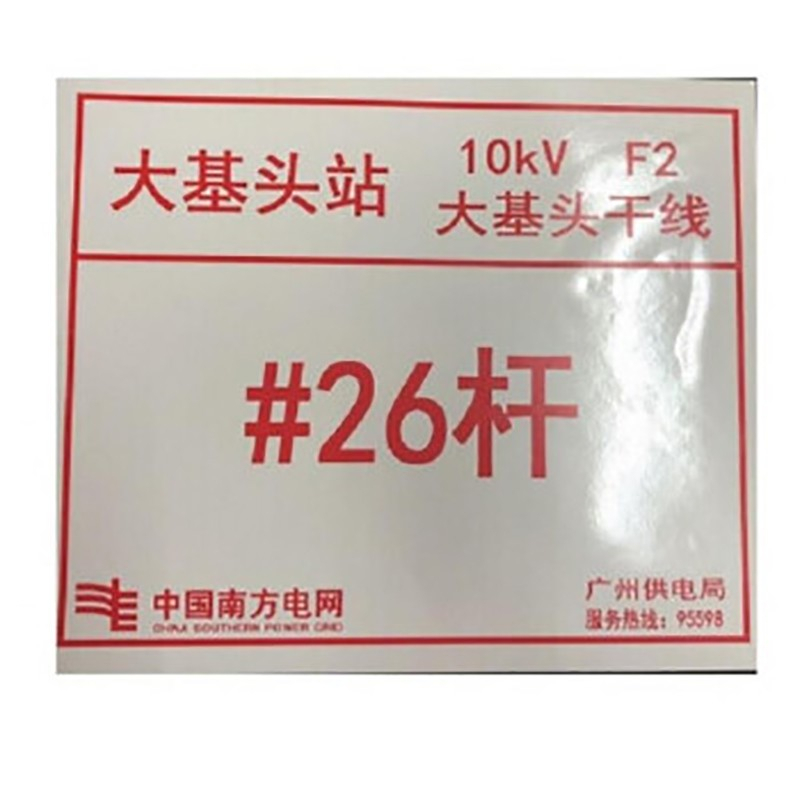 大基头站
10kV F2
大基头干线
#26杆
中国南方电网
CHINA SOUTHERN POWER GRID
广州供电局
服务热线：95598